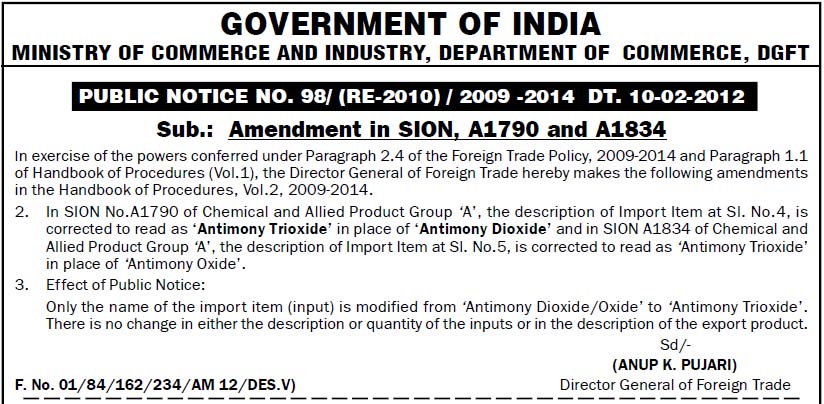 GOVERNMENT OF INDIA
MINISTRY OF COMMERCE AND INDUSTRY, DEPARTMENT OF COMMERCE, DGFT
PUBLIC NOTICE NO. 98/ (RE-2010) / 2009 -2014 DT. 10-02-2012
Sub.: Amendment in SION, A1790 and A1834
In exercise of the powers conferred under Paragraph 2.4 of the Foreign Trade Policy, 2009-2014 and Paragraph 1.1
of Handbook of Procedures (Vol.1), the Director General of Foreign Trade hereby makes the following amendments
in the Handbook of Procedures, Vol.2, 2009-2014.
2. In SION No.A1790 of Chemical and Allied Product Group ‘A’, the description of Import Item at Sl. No.4, is
corrected to read as ‘Antimony Trioxide’ in place of ‘Antimony Dioxide’ and in SION A1834 of Chemical and
Allied Product Group ‘A’, the description of Import Item at Sl. No.5, is corrected to read as ‘Antimony Trioxide’
in place of ‘Antimony Oxide’.
3. Effect of Public Notice:
Only the name of the import item (input) is modified from ‘Antimony Dioxide/Oxide’ to ‘Antimony Trioxide’.
There is no change in either the description or quantity of the inputs or in the description of the export product.
Sd/-
(ANUP K. PUJARI)
F. No. 01/84/162/234/AM 12/DES.V) Director General of Foreign Trade